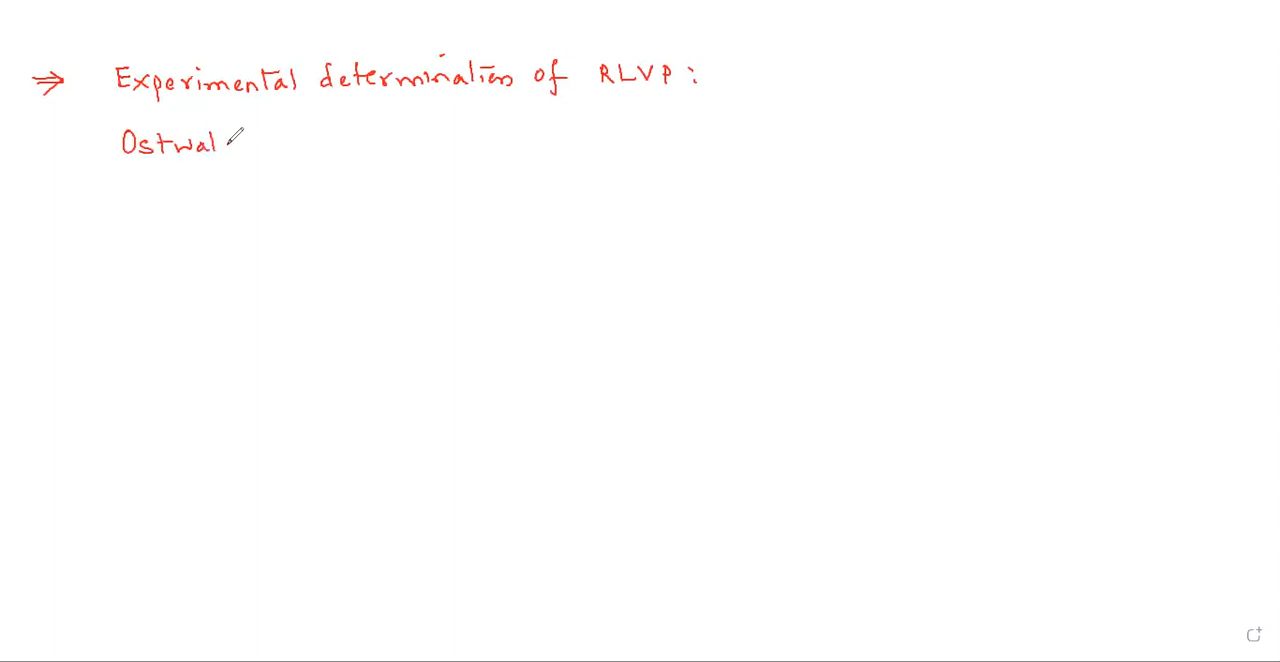 ⇒ Experimental determination of RLVP:
Ostwal